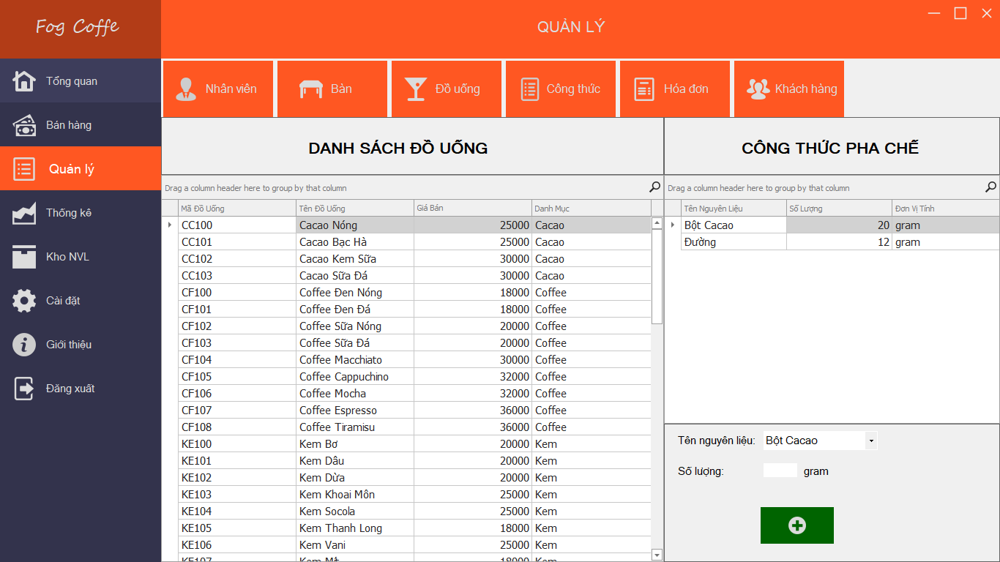 Fog Coffe
QUẢN LÝ
Tổng quan
Bán hàng
Quản lý
Thống kê
Kho NVL
Cài đặt
Giới thiệu
Đăng xuất
Nhân viên
Bàn
Đồ uống
Công thức
Hóa đơn
Khách hàng
DANH SÁCH ĐỒ UỐNG
Drag a column header here to group by that column
Mã Đồ Uống Tên Đồ Uống Giá Bán Danh Mục
CC100 Cacao Nóng 25000 Cacao
CC101 Cacao Bạc Hà 25000 Cacao
CC102 Cacao Kem Sữa 30000 Cacao
CC103 Cacao Sữa Đá 30000 Cacao
CF100 Coffee Đen Nóng 18000 Coffee
CF101 Coffee Đen Đá 18000 Coffee
CF102 Coffee Sữa Nóng 20000 Coffee
CF103 Coffee Sữa Đá 20000 Coffee
CF104 Coffee Macchiato 30000 Coffee
CF105 Coffee Cappuchino 32000 Coffee
CF106 Coffee Mocha 32000 Coffee
CF107 Coffee Espresso 36000 Coffee
CF108 Coffee Tiramisu 36000 Coffee
KE100 Kem Bơ 20000 Kem
KE101 Kem Dâu 20000 Kem
KE102 Kem Dừa 20000 Kem
KE103 Kem Khoai Môn 25000 Kem
KE104 Kem Socola 25000 Kem
KE105 Kem Thanh Long 18000 Kem
KE106 Kem Vani 25000 Kem
KE107 Kem 18000 Kem
CÔNG THỨC PHA CHẾ
Drag a column header here to group by that column
Tên Nguyên Liệu Số Lượng Đơn Vị Tính
Bột Cacao 20 gram
Đường 12 gram
Tên nguyên liệu: Bột Cacao
Số lượng: gram